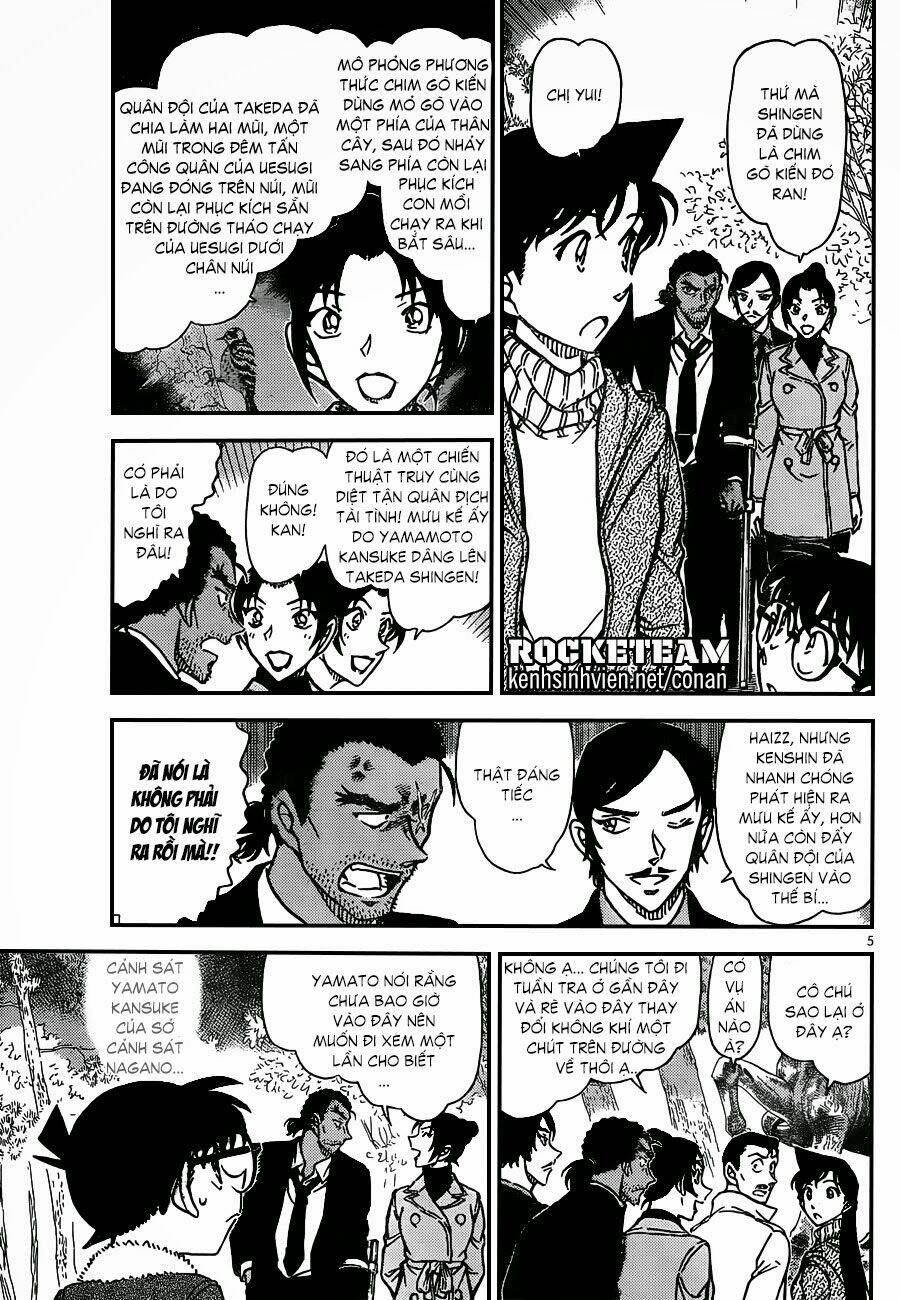 THỨ MÀ
SHINGEN
ĐÃ DÙNG
LÀ CHIM
GÕ KIẾN ĐÓ
RAN!
CHỊ YUI!
ROCKETEAM
kenhsinhvien.net/conan
MÔ PHỎNG PHƯƠNG
THỨC CHIM GÕ KIẾN
DÙNG MỎ GÕ VÀO
MỘT PHÍA CỦA THÂN
CÂY, SAU ĐÓ NHẢY
SANG PHÍA CÒN LẠI
PHỤC KÍCH
CON MỒI
CHẠY RA KHI
BẮT SÂU...
QUÂN ĐỘI CỦA TAKEDA ĐÃ
CHIA LÀM HAI MŨI, MỘT
MŨI TRONG ĐÊM TẤN
CÔNG QUÂN CỦA UESUGI
ĐANG ĐÓNG TRÊN NÚI, MŨI
CÒN LẠI PHỤC KÍCH SẴN
TRÊN ĐƯỜNG THÁO CHẠY
CỦA UESUGI DƯỚI
CHÂN NÚI
...
ĐÓ LÀ MỘT CHIẾN
THUẬT TRUY CÙNG
DIỆT TẬN QUÂN ĐỊCH
TÀI TÌNH! MƯU KẾ ẤY
DO YAMAMOTO
KANSUKE DÂNG LÊN
TAKEDA SHINGEN!
ĐÚNG
KHÔNG!
KAN!
CÓ PHẢI
LÀ DO
TÔI
NGHĨ RA
ĐÂU!
HAIZZ, NHƯNG
KENSHIN ĐÃ
NHANH CHÓNG
PHÁT HIỆN RA
MƯU KẾ ẤY, HƠN
NỮA CÒN ĐẨY
QUÂN ĐỘI CỦA
SHINGEN VÀO
THẾ BÍ...
THẬT ĐÁNG
TIẾC
...
ĐÃ NÓI LÀ
KHÔNG PHẢI
DO TÔI NGHĨ
RA RỒI MÀ!!
5
CÔ CHÚ
SAO LẠI Ở
ĐÂY Ạ?
CÓ
VỤ
ÁN
NÀO
Ạ?
KHÔNG Ạ... CHÚNG TÔI ĐI
TUẦN TRA Ở GẦN ĐÂY
VÀ RẼ VÀO ĐÂY THAY
ĐỔI KHÔNG KHÍ MỘT
CHÚT TRÊN ĐƯỜNG
VỀ THÔI Ạ...
YAMATO NÓI RẰNG
CHƯA BAO GIỜ
VÀO ĐÂY NÊN
MUỐN ĐI XEM MỘT
LẦN CHO BIẾT
...
CẢNH SÁT
YAMATO
KANSUKE
CỦA SỞ
CẢNH SÁT
NAGANO...